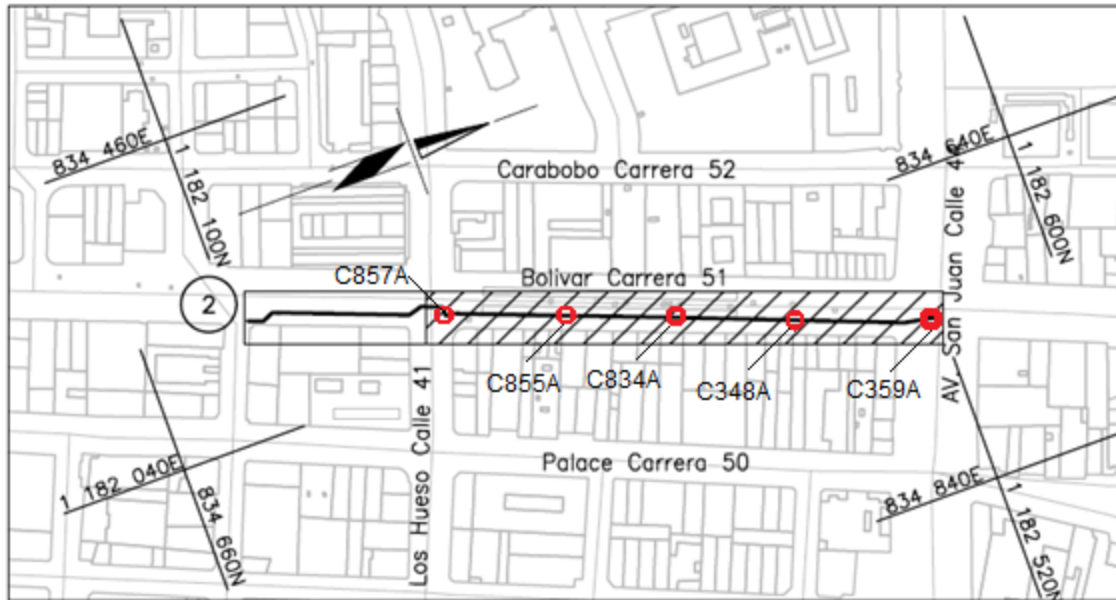 834 460E
1 182 100N
834 640E
1 182 600N
Carabobo Carrera 52
Bolivar Carrera 51
C857A
2
C855A
C834A
C348A
C359A
AV San Juan Calle 4
Los Hueso Calle 41
Palace Carrera 50
1 182 040E
834 660N
834 840E
1 182 520N